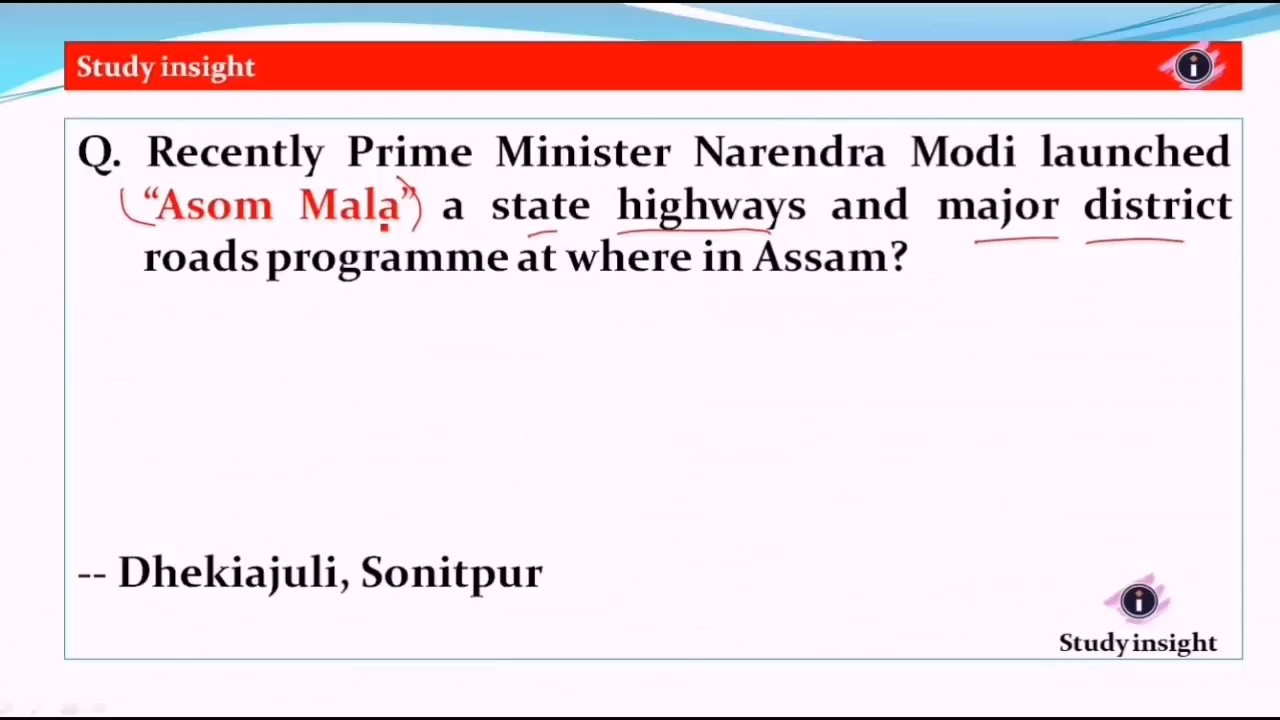 Study insight
Q. Recently Prime Minister Narendra Modi launched
“Asom Mala” a state highways and major district
roads programme at where in Assam?
-- Dhekiajuli, Sonitpur
i
Study insight